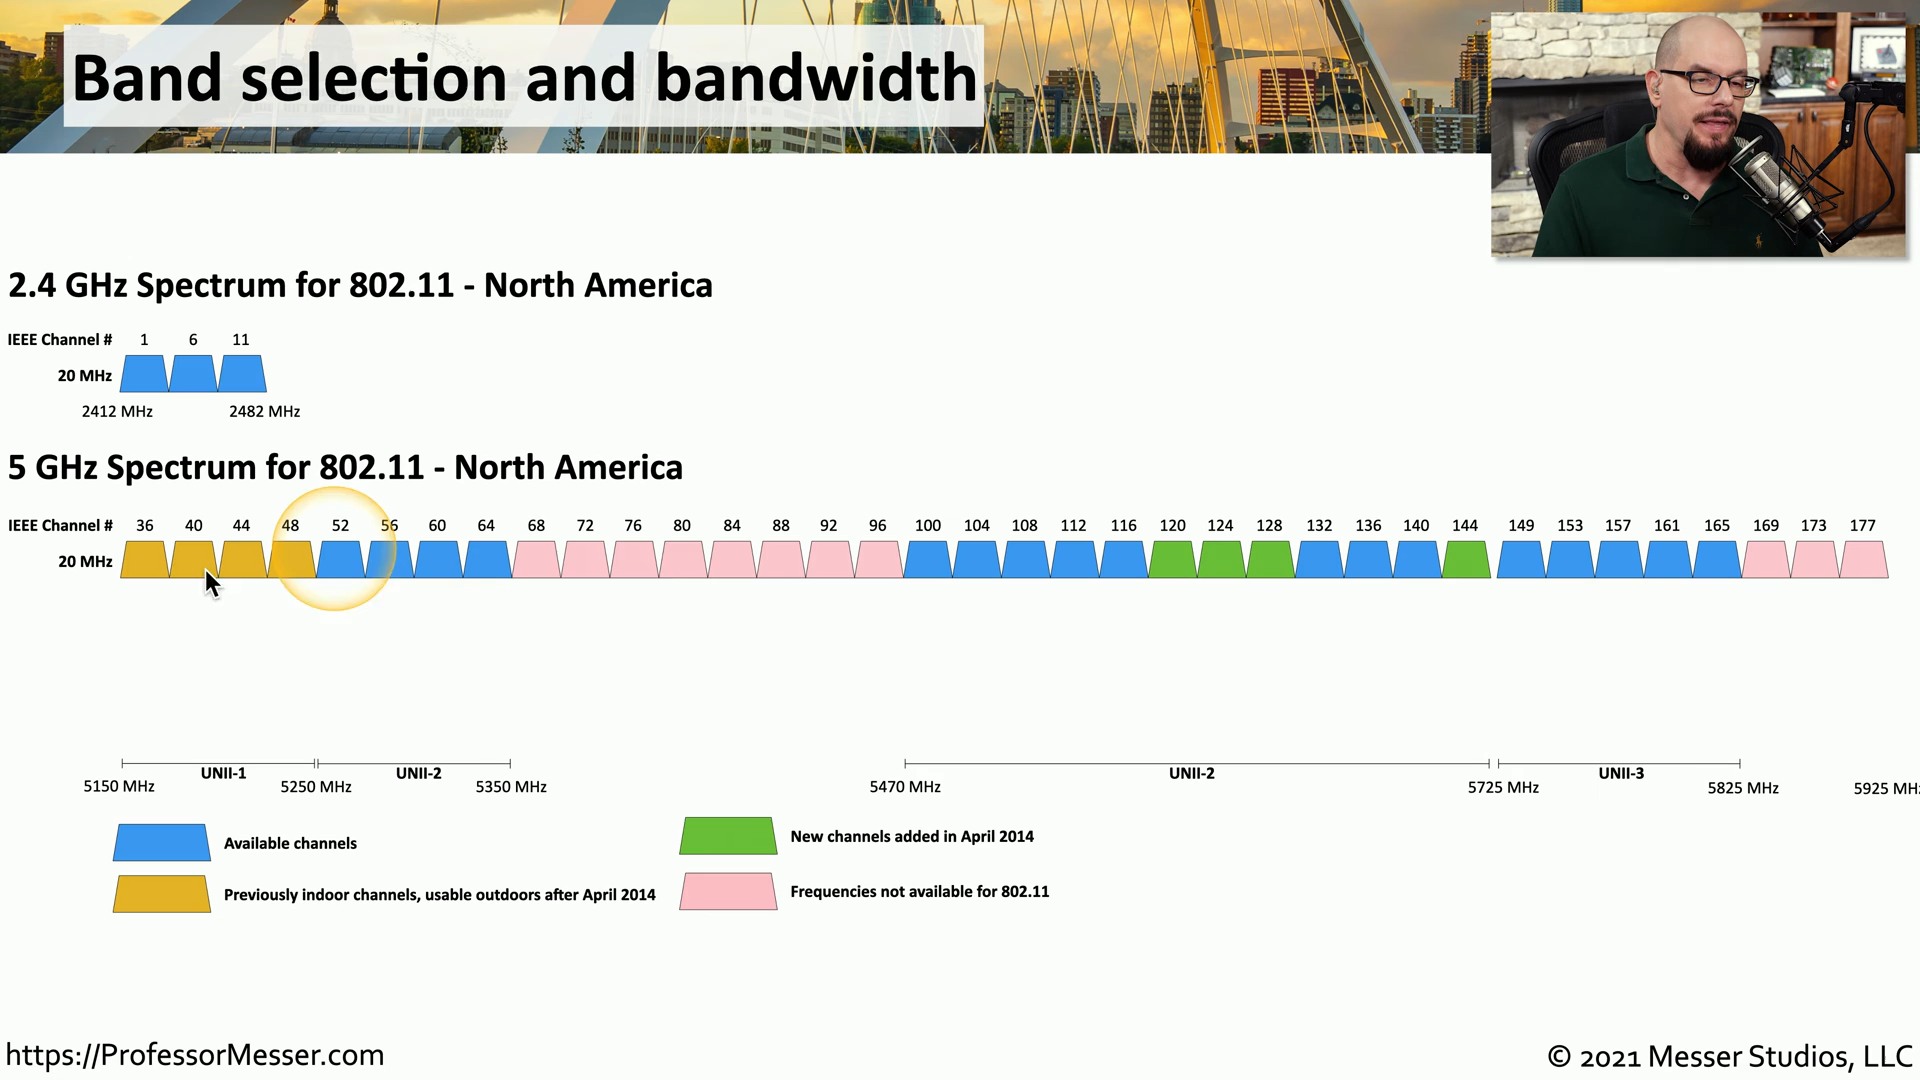 Band selection and bandwidth
2.4 GHz Spectrum for 802.11 - North America
IEEE Channel # 1 6 11
20 MHz
2412 MHz 2482 MHz
5 GHz Spectrum for 802.11 - North America
IEEE Channel # 36 40 44 48 52 56 60 64 68 72 76 80 84 88 92 96 100 104 108 112 116 120 124 128 132 136 140 144 149 153 157 161 165 169 173 177
20 MHz
UNII-1 UNII-2 UNII-2 UNII-3
5150 MHz 5250 MHz 5350 MHz 5470 MHz 5725 MHz 5825 MHz 5925 MHz
Available channels
New channels added in April 2014
Previously indoor channels, usable outdoors after April 2014
Frequencies not available for 802.11
https://ProfessorMesser.com
© 2021 Messer Studios, LLC